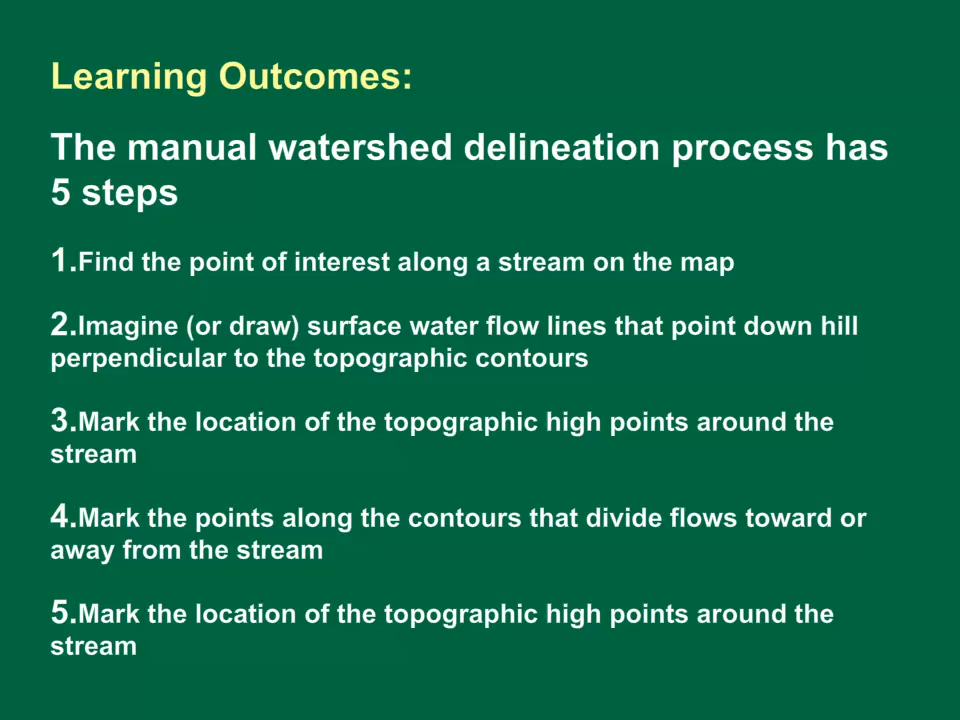 Learning Outcomes:
The manual watershed delineation process has
5 steps
1.Find the point of interest along a stream on the map
2.Imagine (or draw) surface water flow lines that point down hill
perpendicular to the topographic contours
3.Mark the location of the topographic high points around the
stream
4.Mark the points along the contours that divide flows toward or
away from the stream
5.Mark the location of the topographic high points around the
stream